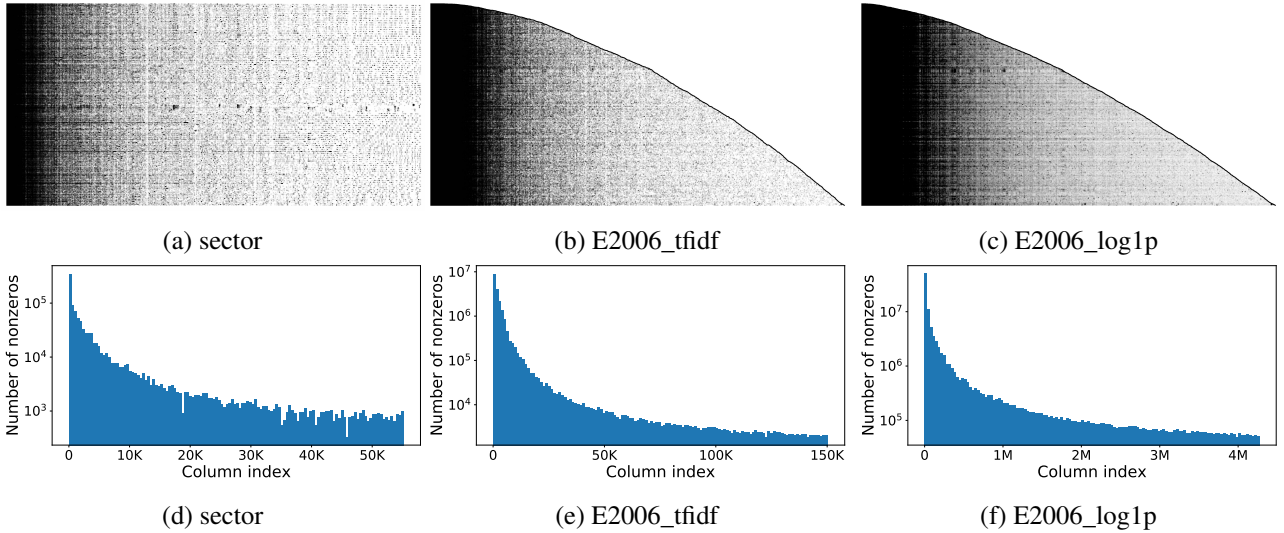 (a) sector
(b) E2006_tfidf
(c) E2006_log1p
Number of nonzeros
10^5
10^4
10^3
0 10K 20K 30K 40K 50K
Column index
Number of nonzeros
10^7
10^6
10^5
10^4
0 50K 100K 150K
Column index
Number of nonzeros
10^7
10^6
10^5
0 1M 2M 3M 4M
Column index
(d) sector
(e) E2006_tfidf
(f) E2006_log1p